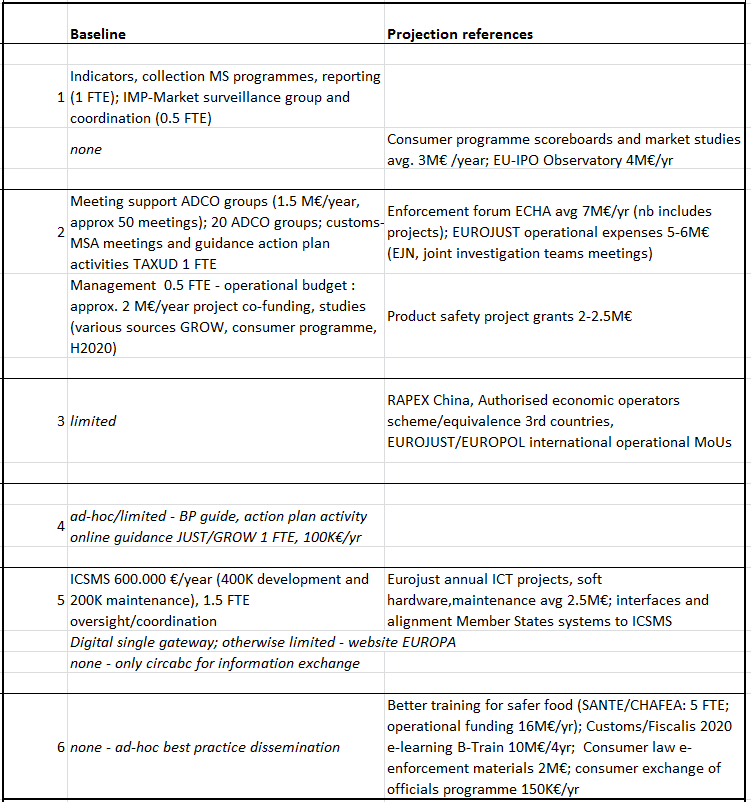 Baseline
Projection references
Indicators, collection MS programmes, reporting
1 (1 FTE); IMP-Market surveillance group and
coordination (0.5 FTE)
none
Consumer programme scoreboards and market studies
avg. 3M€ /year; EU-IPO Observatory 4M€/yr
Meeting support ADCO groups (1.5 M€/year,
approx 50 meetings); 20 ADCO groups; customs-
2 MSA meetings and guidance action plan
activities TAXUD 1 FTE
Enforcement forum ECHA avg 7M€/yr (nb includes
projects); EUROJUST operational expenses 5-6M€
(EJN, joint investigation teams meetings)
Management  0.5 FTE - operational budget :
approx. 2 M€/year project co-funding, studies
(various sources GROW, consumer programme,
H2020)
Product safety project grants 2-2.5M€
3 limited
RAPEX China, Authorised economic operators
scheme/equivalence 3rd countries,
EUROJUST/EUROPOL international operational MoUs
4 ad-hoc/limited - BP guide, action plan activity
online guidance JUST/GROW 1 FTE, 100K€/yr
ICSMS 600.000 €/year (400K development and
5 200K maintenance), 1.5 FTE
oversight/coordination
Eurojust annual ICT projects, soft
hardware,maintenance avg 2.5M€; interfaces and
alignment Member States systems to ICSMS
Digital single gateway; otherwise limited - website EUROPA
none - only circabc for information exchange
6 none - ad-hoc best practice dissemination
Better training for safer food (SANTE/CHAFEA: 5 FTE;
operational funding 16M€/yr); Customs/Fiscalis 2020
e-learning B-Train 10M€/4yr;  Consumer law e-
enforcement materials 2M€; consumer exchange of
officials programme 150K€/yr